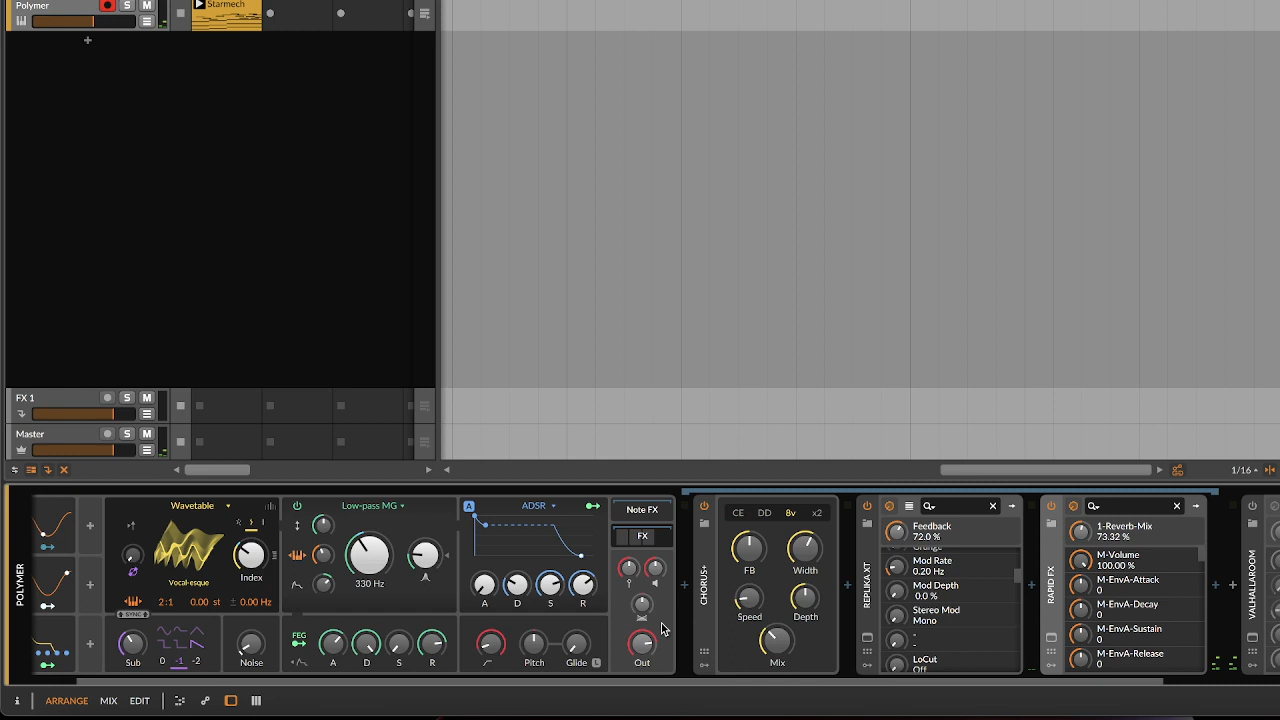 Polymer S M
Starmech
FX 1 S M
Master S M
1/16
POLYMER
Wavetable
Vocal-esque
Index
2:1 0.00 st ± 0.00 Hz
SYNC
Sub
0 -1 -2
Noise
Low-pass MG
330 Hz
FEG
A D S R
A ADSR
A D S R
Pitch Glide L
Note FX
FX
Out
CHORUS+
CE DD 8v x2
FB Width
Speed Depth
Mix
REPLIKA XT
Feedback
72.0 %
Mod Rate
0.20 Hz
Mod Depth
0.0 %
Stereo Mod
Mono
-
-
LoCut
Off
RAPID FX
1-Reverb-Mix
73.32 %
M-Volume
100.00 %
M-EnvA-Attack
0
M-EnvA-Decay
0
M-EnvA-Sustain
0
M-EnvA-Release
0
VALHALLAROOM
i ARRANGE MIX EDIT